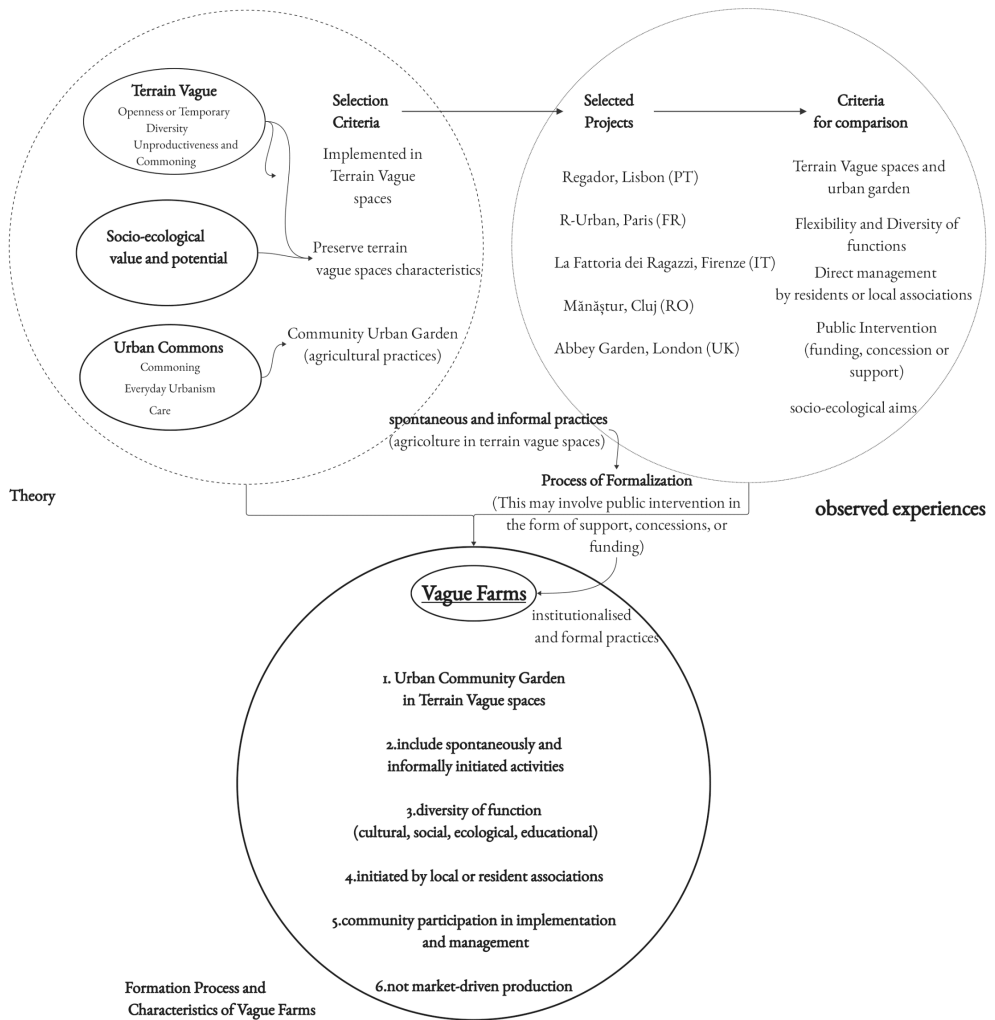 Terrain Vague
Openness or Temporary
Diversity
Unproductiveness and
Commoning
Socio-ecological
value and potential
Urban Commons
Commoning
Everyday Urbanism
Care
Selection
Criteria
Implemented in
Terrain Vague
spaces
Preserve terrain
vague spaces characteristics
Community Urban Garden
(agricultural practices)
Selected
Projects
Regador, Lisbon (PT)
R-Urban, Paris (FR)
La Fattoria dei Ragazzi, Firenze (IT)
Mănăștur, Cluj (RO)
Abbey Garden, London (UK)
Criteria
for comparison
Terrain Vague spaces and
urban garden
Flexibility and Diversity of
functions
Direct management
by residents or local associations
Public Intervention
(funding, concession or
support)
socio-ecological aims
spontaneous and informal practices
(agricolture in terrain vague spaces)
Process of Formalization
(This may involve public intervention in
the form of support, concessions, or
funding)
Theory
observed experiences
Vague Farms
institutionalised
and formal practices
1. Urban Community Garden
in Terrain Vague spaces
2.include spontaneously and
informally initiated activities
3.diversity of function
(cultural, social, ecological, educational)
4.initiated by local or resident associations
5.community participation in implementation
and management
6.not market-driven production
Formation Process and
Characteristics of Vague Farms